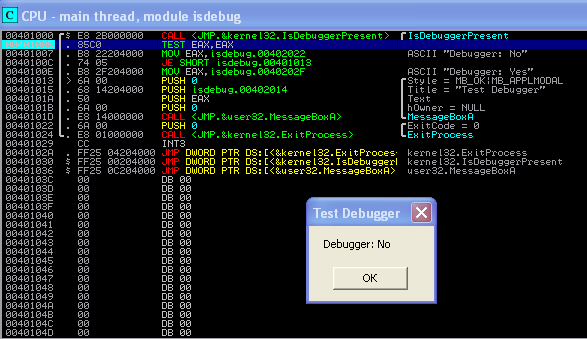 CPU - main thread, module isdebug
00401000 $ E8 2B000000 CALL <JMP.&kernel32.IsDebuggerPresent> IsDebuggerPresent
00401005 . 85C0 TEST EAX,EAX
00401007 . B8 22204000 MOV EAX,isdebug.00402022 ASCII "Debugger: No"
0040100C . 74 05 JE SHORT isdebug.00401013
0040100E . B8 2F204000 MOV EAX,isdebug.0040202F ASCII "Debugger: Yes"
00401013 > 6A 00 PUSH 0 Style = MB_OK|MB_APPLMODAL
00401015 . 68 14204000 PUSH isdebug.00402014 Title = "Test Debugger"
0040101A . 50 PUSH EAX Text
0040101B . 6A 00 PUSH 0 hOwner = NULL
0040101D . E8 14000000 CALL <JMP.&user32.MessageBoxA> MessageBoxA
00401022 . 6A 00 PUSH 0 ExitCode = 0
00401024 . E8 01000000 CALL <JMP.&kernel32.ExitProcess> ExitProcess
00401029 CC INT3
0040102A .- FF25 04204000 JMP DWORD PTR DS:[<&kernel32.ExitProces kernel32.ExitProcess
00401030 $- FF25 00204000 JMP DWORD PTR DS:[<&kernel32.IsDebugger kernel32.IsDebuggerPresent
00401036 $- FF25 0C204000 JMP DWORD PTR DS:[<&user32.MessageBoxA> user32.MessageBoxA
0040103C 00 DB 00
0040103D 00 DB 00
0040103E 00 DB 00
0040103F 00 DB 00
00401040 00 DB 00
00401041 00 DB 00
00401042 00 DB 00
00401043 00 DB 00
00401044 00 DB 00
00401045 00 DB 00
00401046 00 DB 00
00401047 00 DB 00
00401048 00 DB 00
00401049 00 DB 00
0040104A 00 DB 00
0040104B 00 DB 00
0040104C 00 DB 00
0040104D 00 DB 00
Test Debugger
Debugger: No
OK